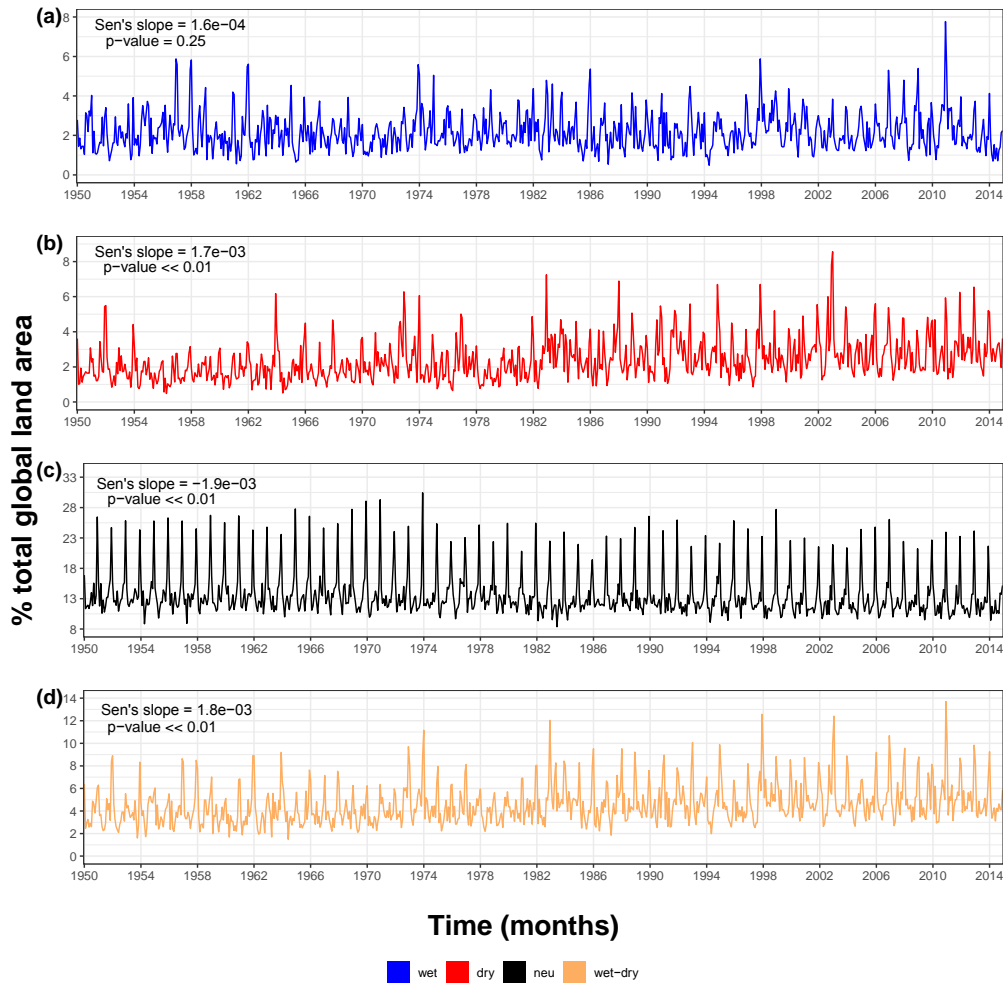 (a)
Sen's slope = 1.6e−04
p−value = 0.25
8
6
4
2
0
1950 1954 1958 1962 1966 1970 1974 1978 1982 1986 1990 1994 1998 2002 2006 2010 2014
(b)
Sen's slope = 1.7e−03
p−value << 0.01
8
6
4
2
0
1950 1954 1958 1962 1966 1970 1974 1978 1982 1986 1990 1994 1998 2002 2006 2010 2014
% total global land area
(c)
Sen's slope = −1.9e−03
p−value << 0.01
33
28
23
18
13
8
1950 1954 1958 1962 1966 1970 1974 1978 1982 1986 1990 1994 1998 2002 2006 2010 2014
(d)
Sen's slope = 1.8e−03
p−value << 0.01
14
12
10
8
6
4
2
0
1950 1954 1958 1962 1966 1970 1974 1978 1982 1986 1990 1994 1998 2002 2006 2010 2014
Time (months)
wet dry neu wet−dry